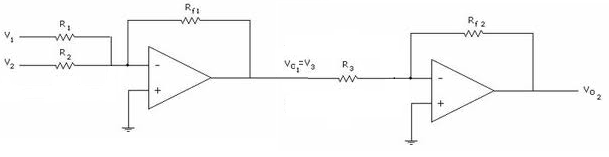 R1
Rf1
V1
R2
V2
-
+
VO1=V3
R3
Rf2
-
+
VO2